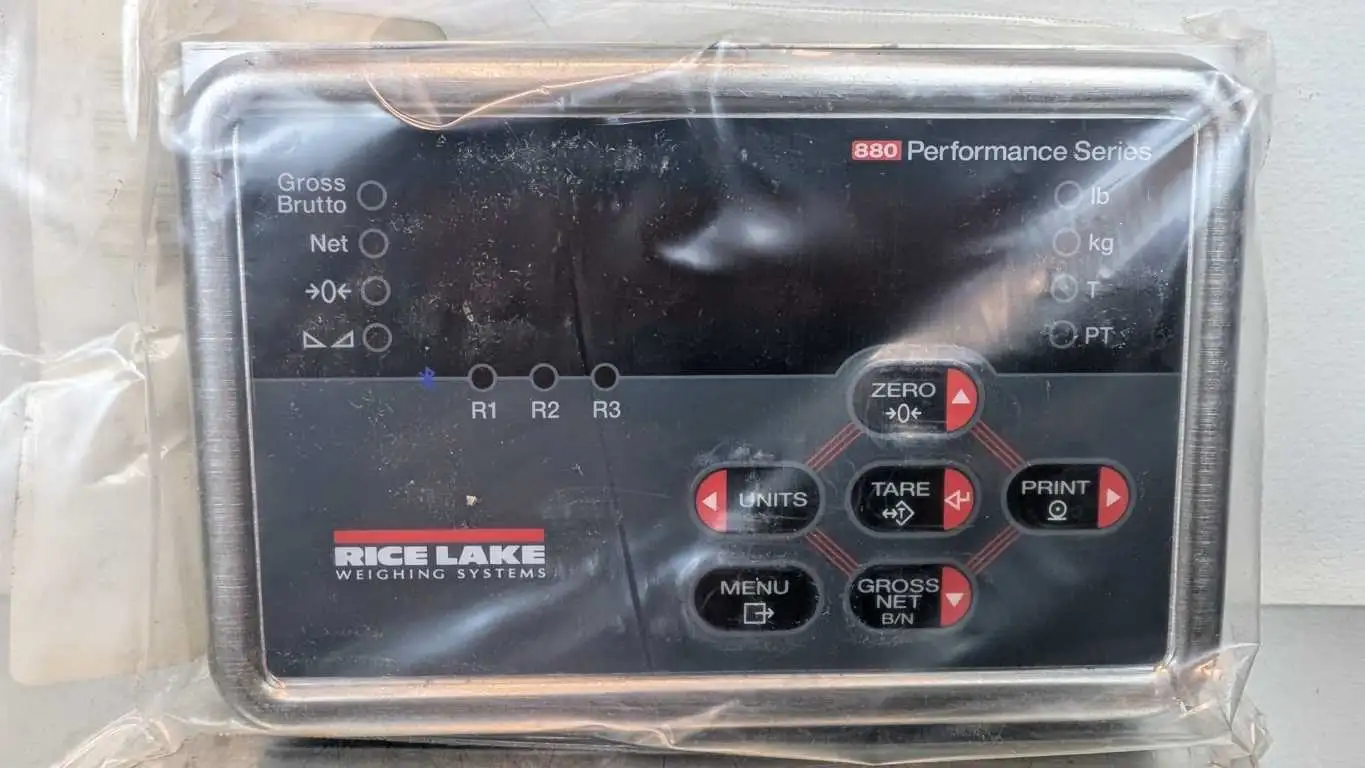 880 Performance Series
Gross
Brutto
Net
→0←
lb
kg
T
PT
R1 R2 R3
ZERO
→0←
UNITS
TARE
↔T
PRINT
MENU
GROSS
NET
B/N
RICE LAKE
WEIGHING SYSTEMS